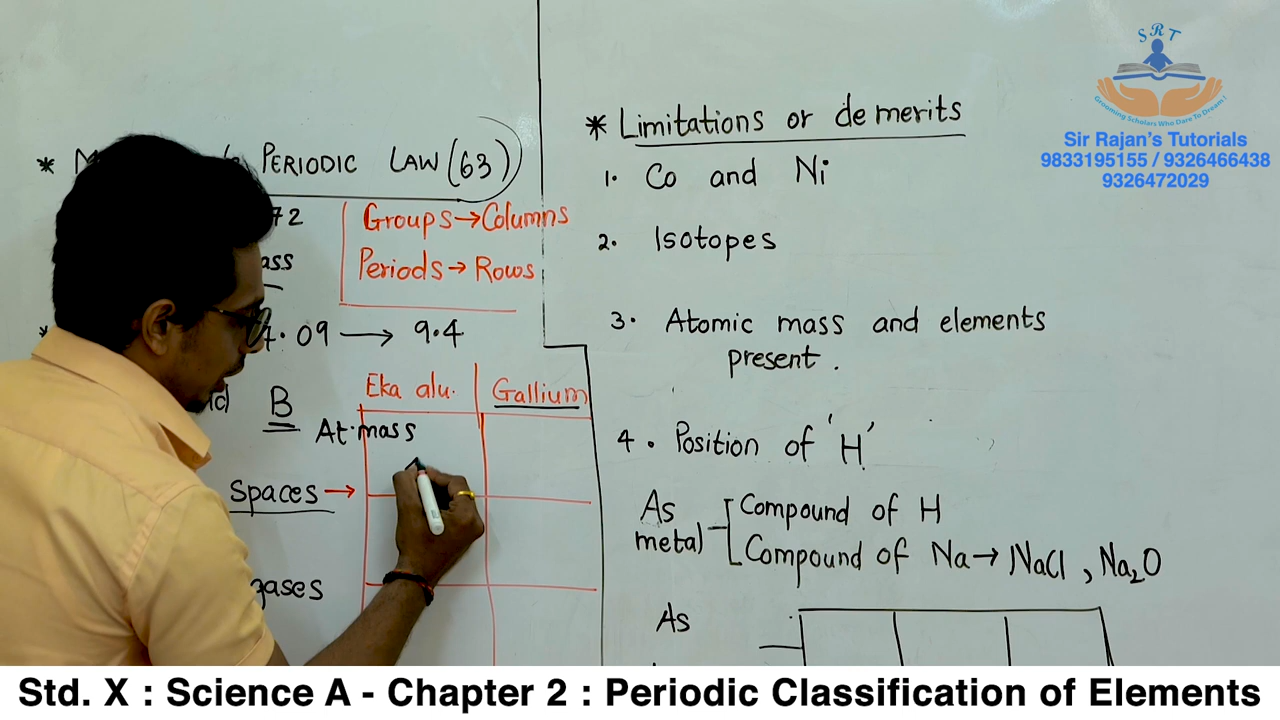 * PERIODIC LAW (63)
72
ass
Groups → Columns
Periods → Rows
.09 → 9.4
B
Eka alu. Gallium
At. mass
Spaces →
gases
* Limitations or demerits
1. Co and Ni
2. Isotopes
3. Atomic mass and elements
present.
4. Position of 'H'
As
metal
Compound of H
Compound of Na → NaCl, Na₂O
As
SRT
Grooming Scholars Who Dare To Dream!
Sir Rajan's Tutorials
9833195155 / 9326466438
9326472029
Std. X : Science A - Chapter 2 : Periodic Classification of Elements